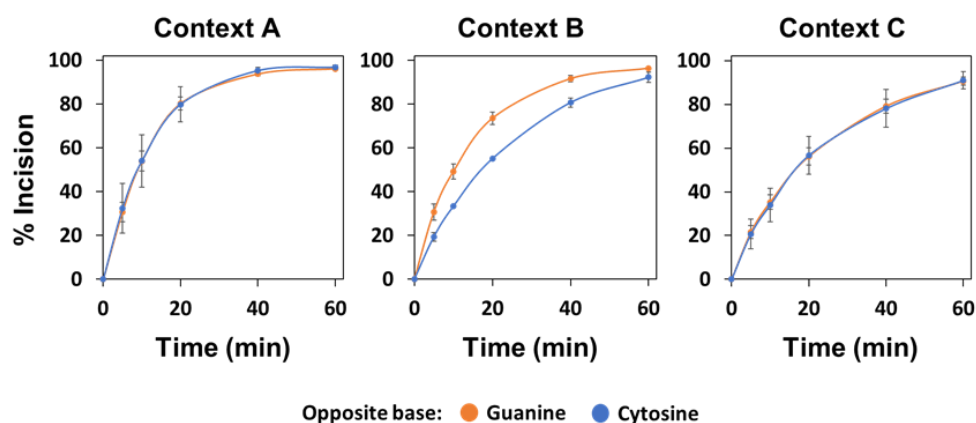 Context A Context B Context C
% Incision
100 100 100
80 80 80
60 60 60
40 40 40
20 20 20
0 0 0
0 20 40 60 0 20 40 60 0 20 40 60
Time (min) Time (min) Time (min)
Opposite base: Guanine Cytosine